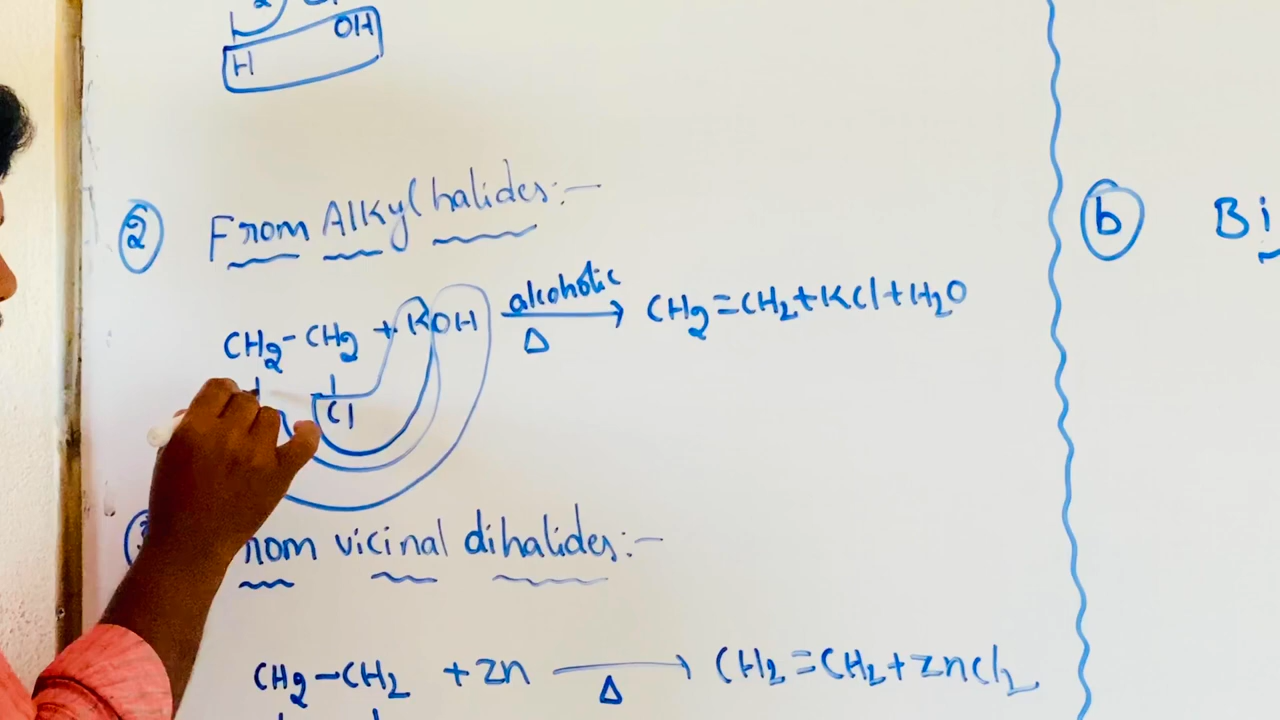 OH
H
② From Alkyl halides:-
CH₂-CH₂ + KOH alcoholic Δ → CH₂=CH₂+KCl+H₂O
Cl
rom vicinal dihalides:-
CH₂-CH₂ +Zn Δ → CH₂=CH₂+ZnCl₂
ⓑ Bi